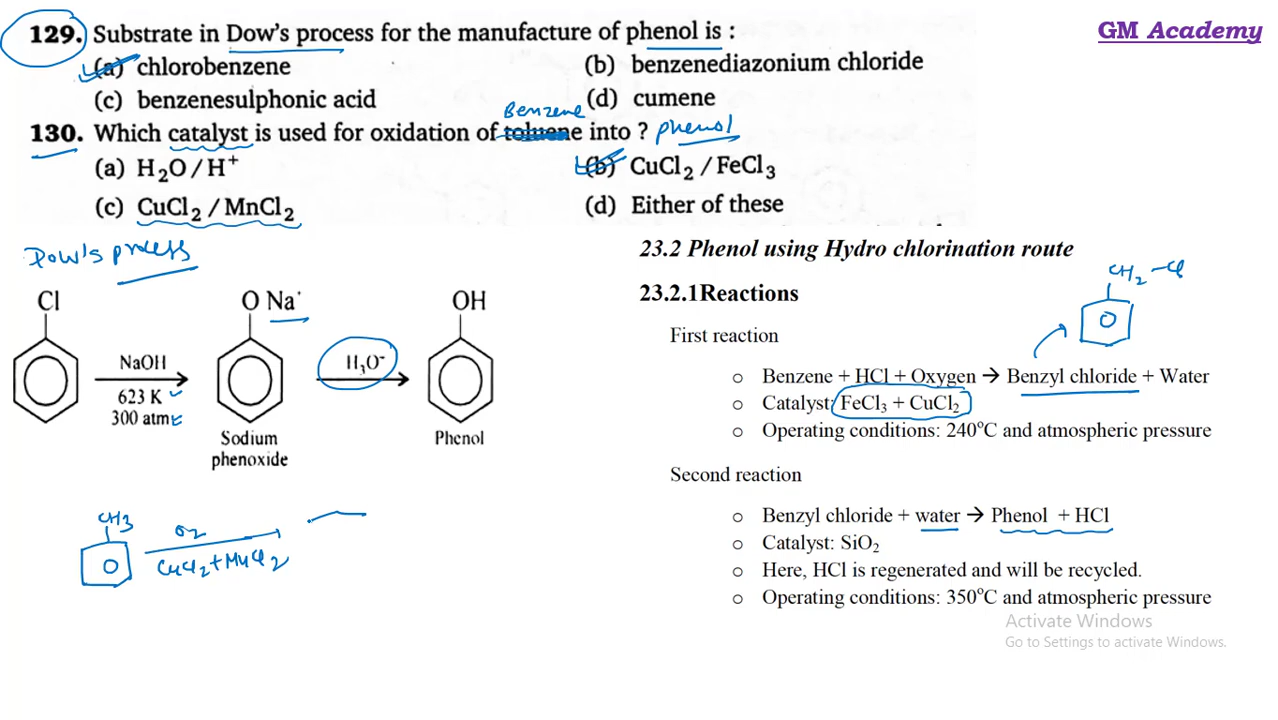 GM Academy
129. Substrate in Dow's process for the manufacture of phenol is :
(a) chlorobenzene (b) benzenediazonium chloride
(c) benzenesulphonic acid (d) cumene
Benzene
130. Which catalyst is used for oxidation of toluene into ? phenol
(a) H₂O/H⁺ (b) CuCl₂/FeCl₃
(c) CuCl₂/MnCl₂ (d) Either of these
Dow's process
Cl
NaOH
623 K
300 atm
O Na⁺
Sodium
phenoxide
H₃O⁻
OH
Phenol
CH₃
O₂
CuCl₂+MnCl₂
23.2 Phenol using Hydro chlorination route
23.2.1Reactions
CH₂-Cl
First reaction
o Benzene + HCl + Oxygen → Benzyl chloride + Water
o Catalyst: FeCl₃ + CuCl₂
o Operating conditions: 240°C and atmospheric pressure
Second reaction
o Benzyl chloride + water → Phenol + HCl
o Catalyst: SiO₂
o Here, HCl is regenerated and will be recycled.
o Operating conditions: 350°C and atmospheric pressure
Activate Windows
Go to Settings to activate Windows.